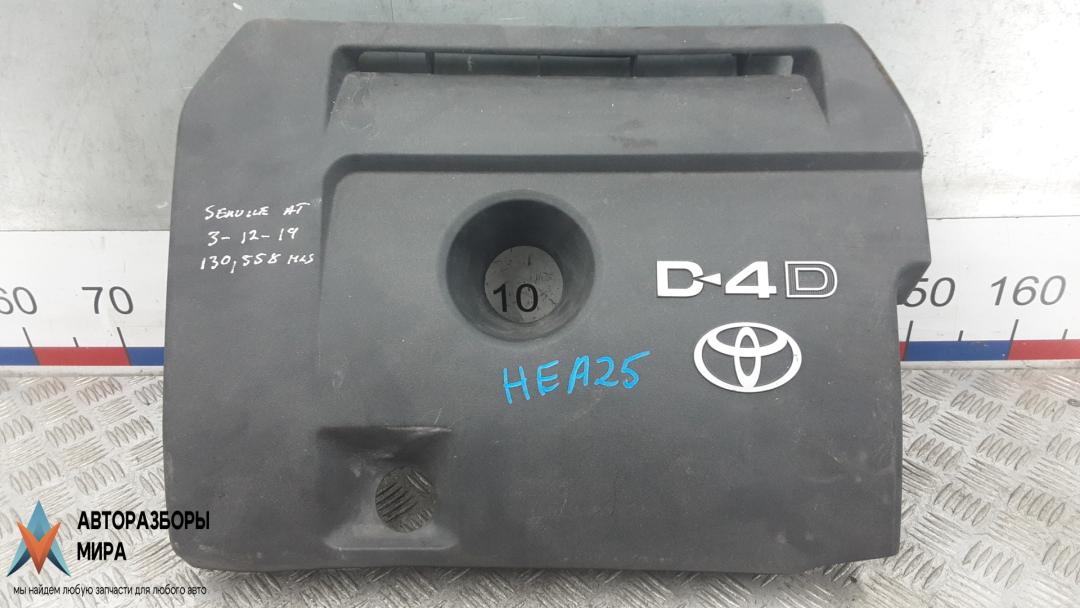 SERVICE AT
3-12-19
130,558 MLS
10
D-4D
HEA25
60 70
150 160
АВТОРАЗБОРЫ
МИРА
мы найдем любую запчасти для любого авто